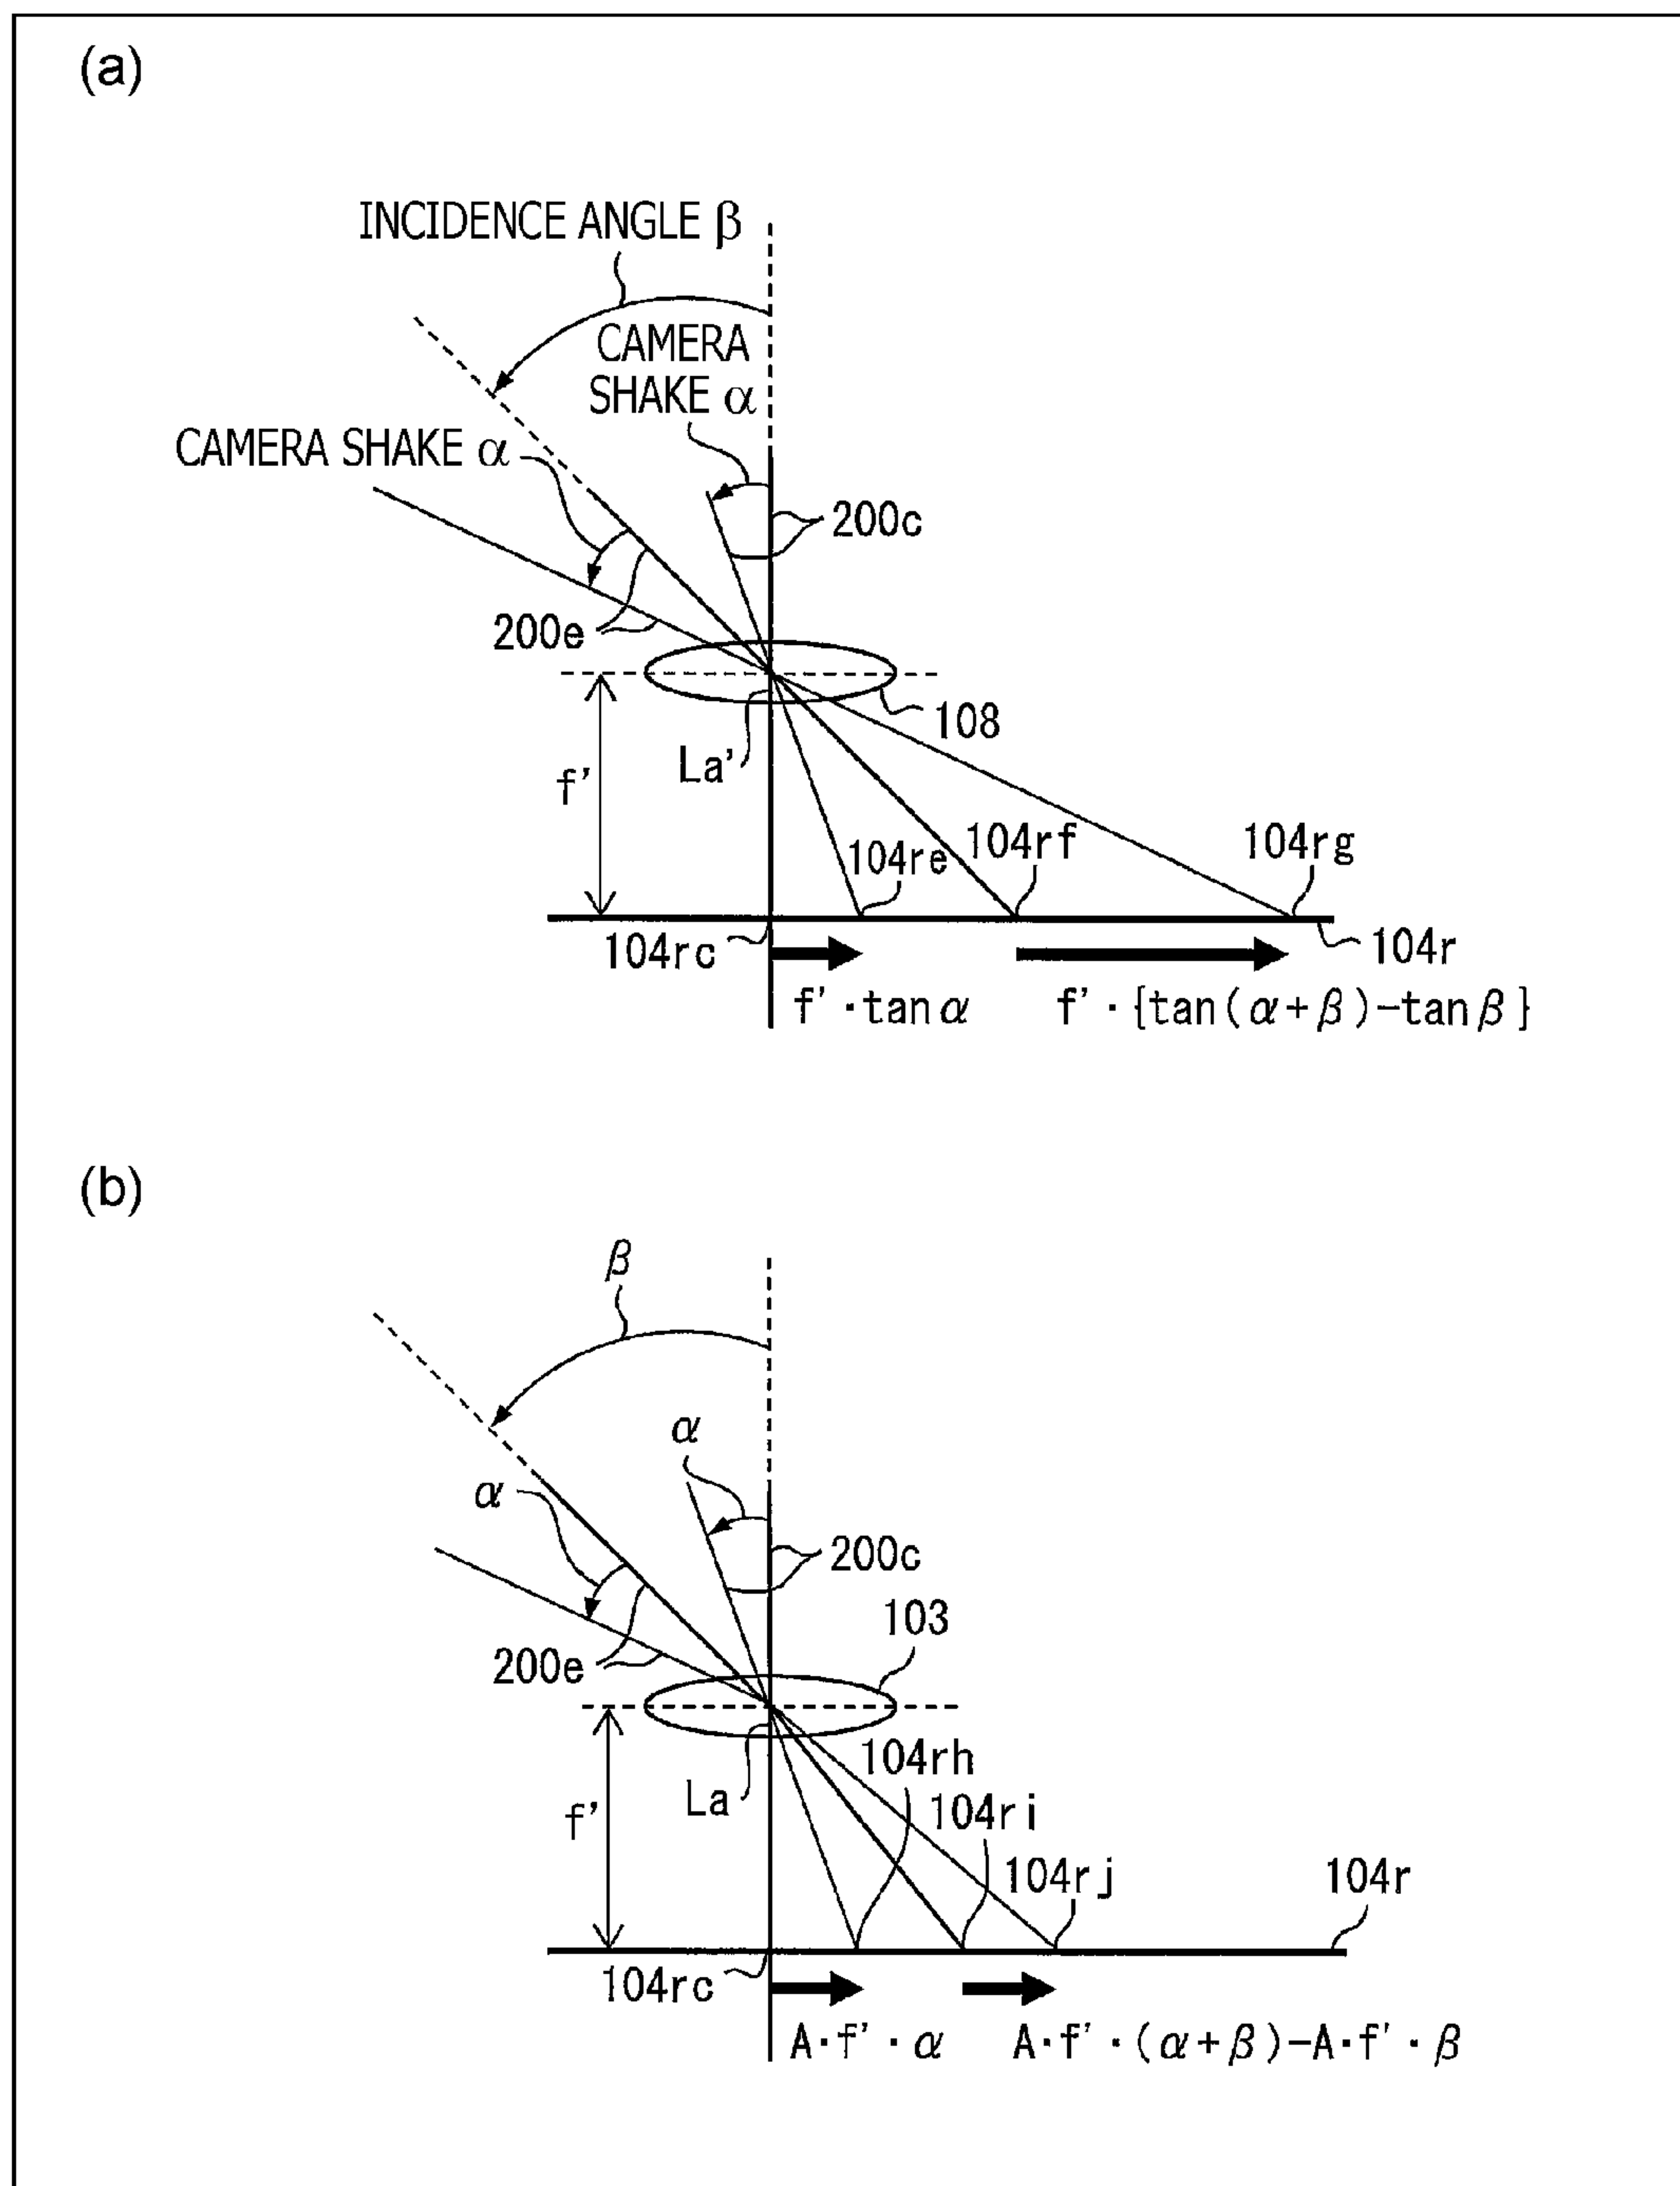 (a)
INCIDENCE ANGLE β
CAMERA
SHAKE α
CAMERA SHAKE α
200c
200e
108
La’
f’
104re
104rf
104rg
104rc
104r
f’·tanα
f’·{tan(α+β)−tanβ}
(b)
β
α
α
200c
103
200e
104rh
La
104ri
f’
104rj
104r
104rc
A·f’·α
A·f’·(α+β)−A·f’·β